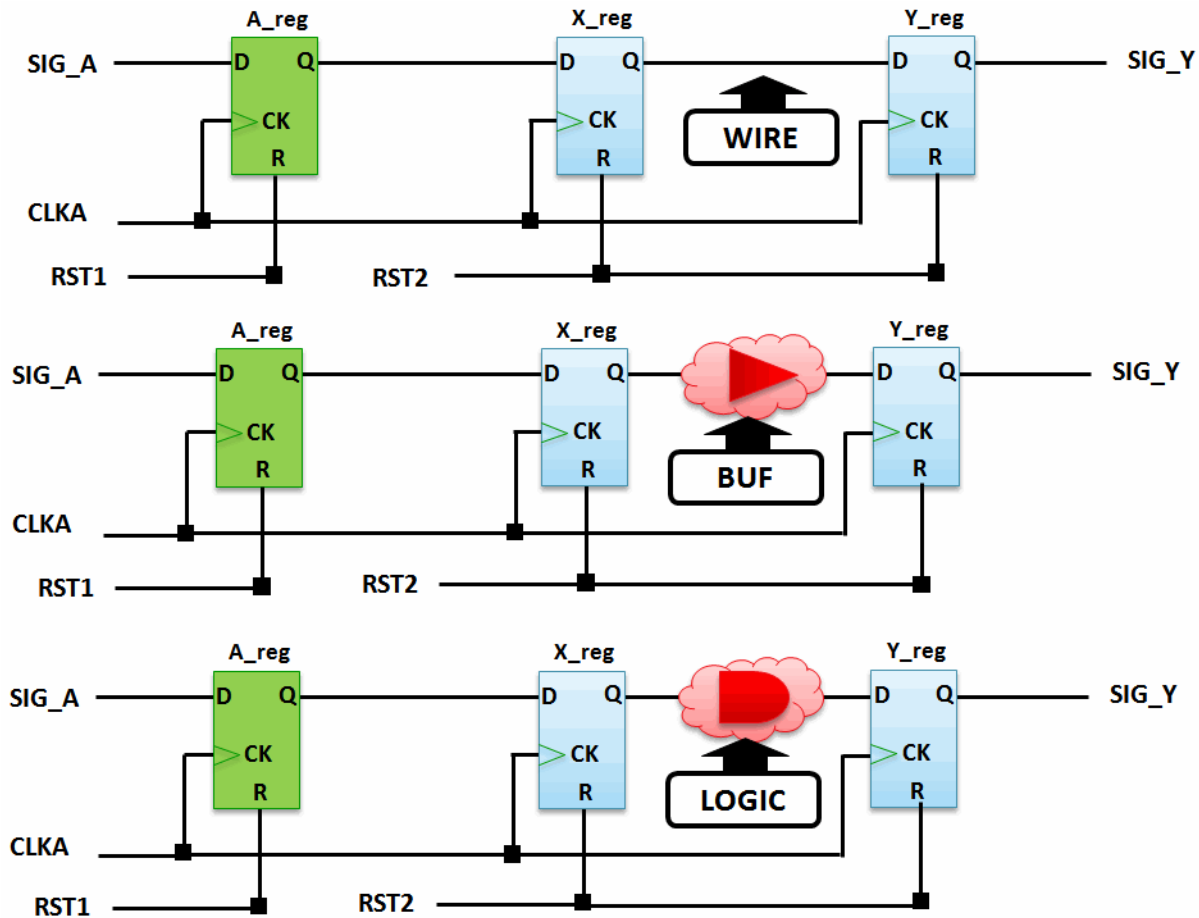 A_reg X_reg Y_reg
SIG_A D Q D Q D Q SIG_Y
CK CK CK
WIRE
R R R
CLKA
RST1 RST2
A_reg X_reg Y_reg
SIG_A D Q D Q D Q SIG_Y
CK CK CK
R R R
BUF
CLKA
RST1 RST2
A_reg X_reg Y_reg
SIG_A D Q D Q D Q SIG_Y
CK CK CK
R R R
LOGIC
CLKA
RST1 RST2